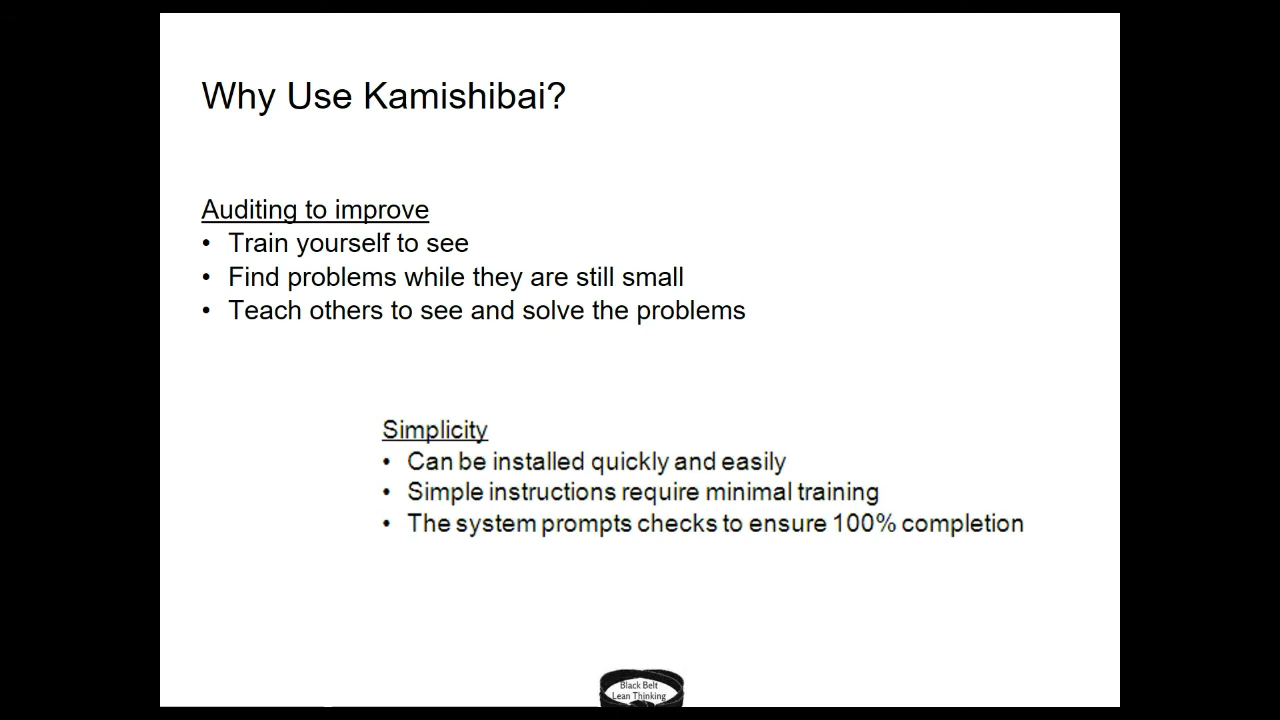 Why Use Kamishibai?
Auditing to improve
• Train yourself to see
• Find problems while they are still small
• Teach others to see and solve the problems
Simplicity
• Can be installed quickly and easily
• Simple instructions require minimal training
• The system prompts checks to ensure 100% completion
Black Belt
Lean Thinking